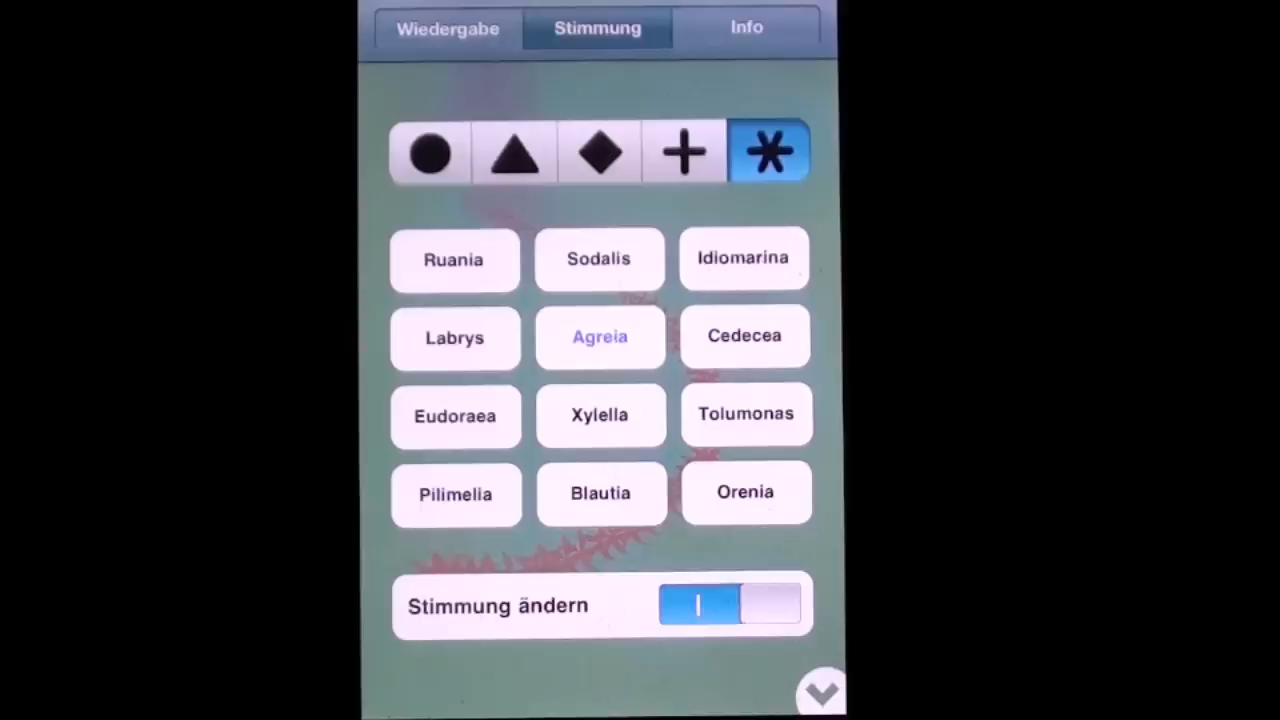 Wiedergabe Stimmung Info
Ruania Sodalis Idiomarina
Labrys Agreia Cedecea
Eudoraea Xylella Tolumonas
Pilimelia Blautia Orenia
Stimmung ändern